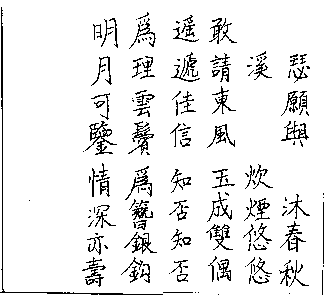 瑟願與　沐春秋
溪　炊煙悠悠
敢請東風　玉成雙偶
遥遞佳信　知否知否
爲理雲鬢　爲簪銀鈎
明月可鑒　情深亦壽